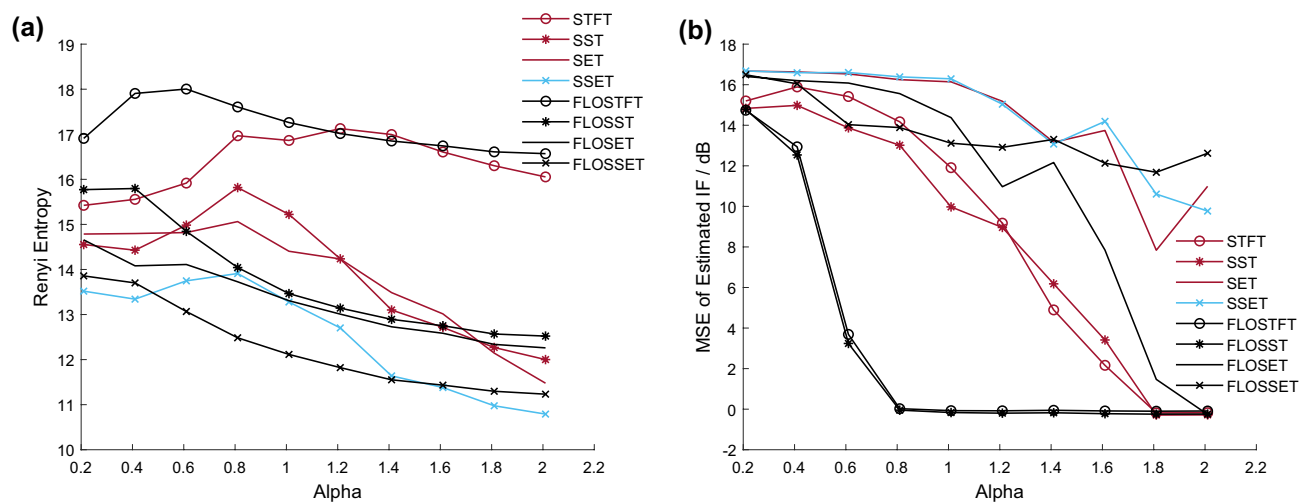 (a)
19
18
17
16
15
14
13
12
11
10
Renyi Entropy
0.2 0.4 0.6 0.8 1 1.2 1.4 1.6 1.8 2 2.2
Alpha
STFT
SST
SET
SSET
FLOSTFT
FLOSST
FLOSET
FLOSSET
(b)
18
16
14
12
10
8
6
4
2
0
-2
MSE of Estimated IF / dB
0.2 0.4 0.6 0.8 1 1.2 1.4 1.6 1.8 2 2.2
Alpha
STFT
SST
SET
SSET
FLOSTFT
FLOSST
FLOSET
FLOSSET